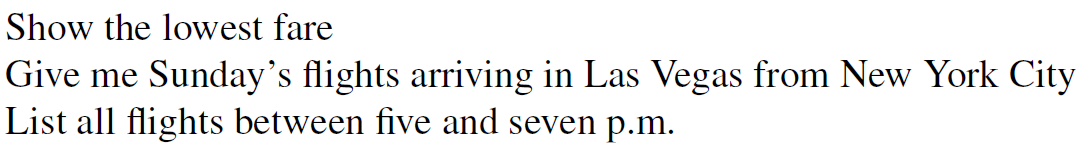 Show the lowest fare
Give me Sunday’s flights arriving in Las Vegas from New York City
List all flights between five and seven p.m.